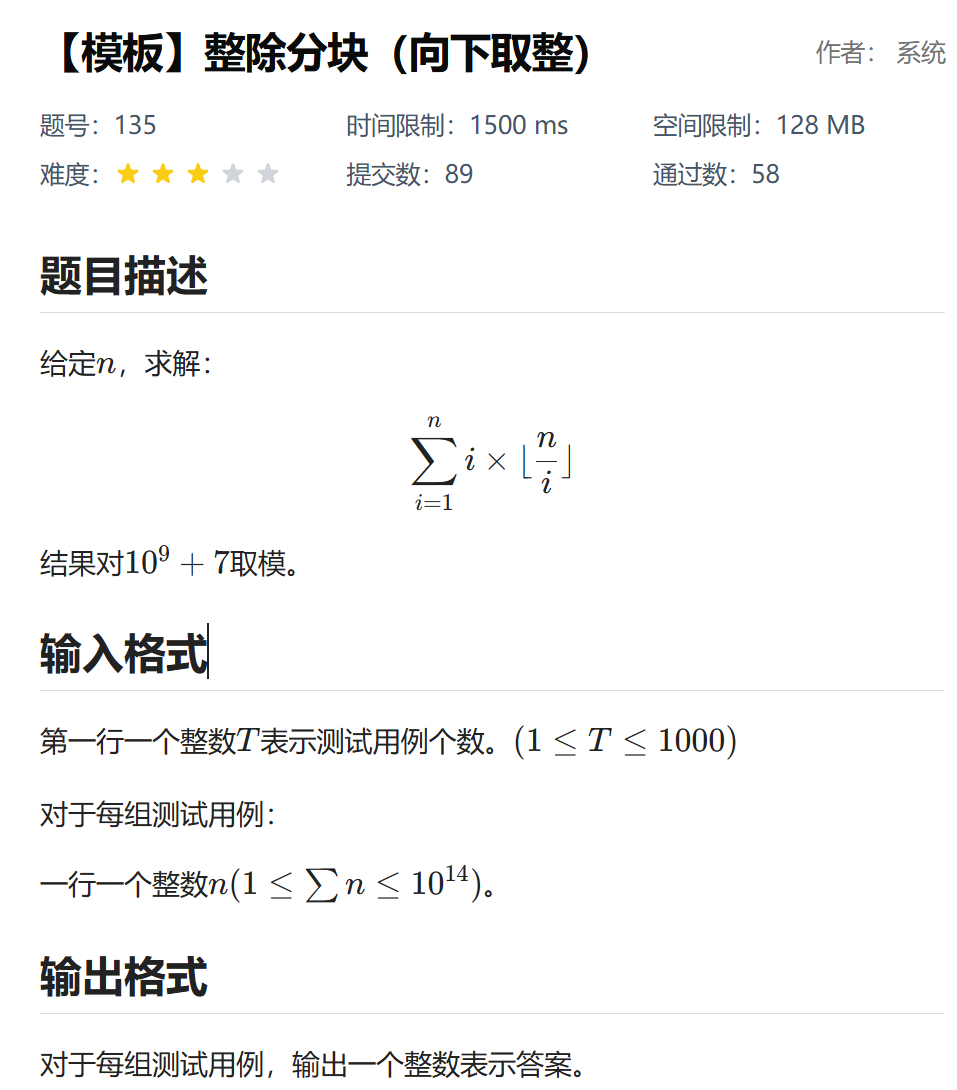 【模板】整除分块（向下取整） 作者： 系统
题号：135 时间限制：1500 ms 空间限制：128 MB
难度： 提交数：89 通过数：58
题目描述
给定$n$，求解：
$$\sum_{i=1}^{n} i \times \lfloor \frac{n}{i} \rfloor$$
结果对$10^9 + 7$取模。
输入格式
第一行一个整数$T$表示测试用例个数。$(1 \leq T \leq 1000)$
对于每组测试用例：
一行一个整数$n(1 \leq \sum n \leq 10^{14})$。
输出格式
对于每组测试用例，输出一个整数表示答案。